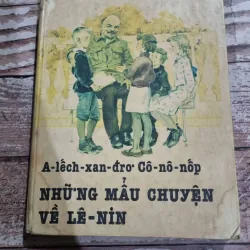 A-lếch-xan-đrơ Cô-nô-nốp
NHỮNG MẨU CHUYỆN
VỀ LÊ-NIN